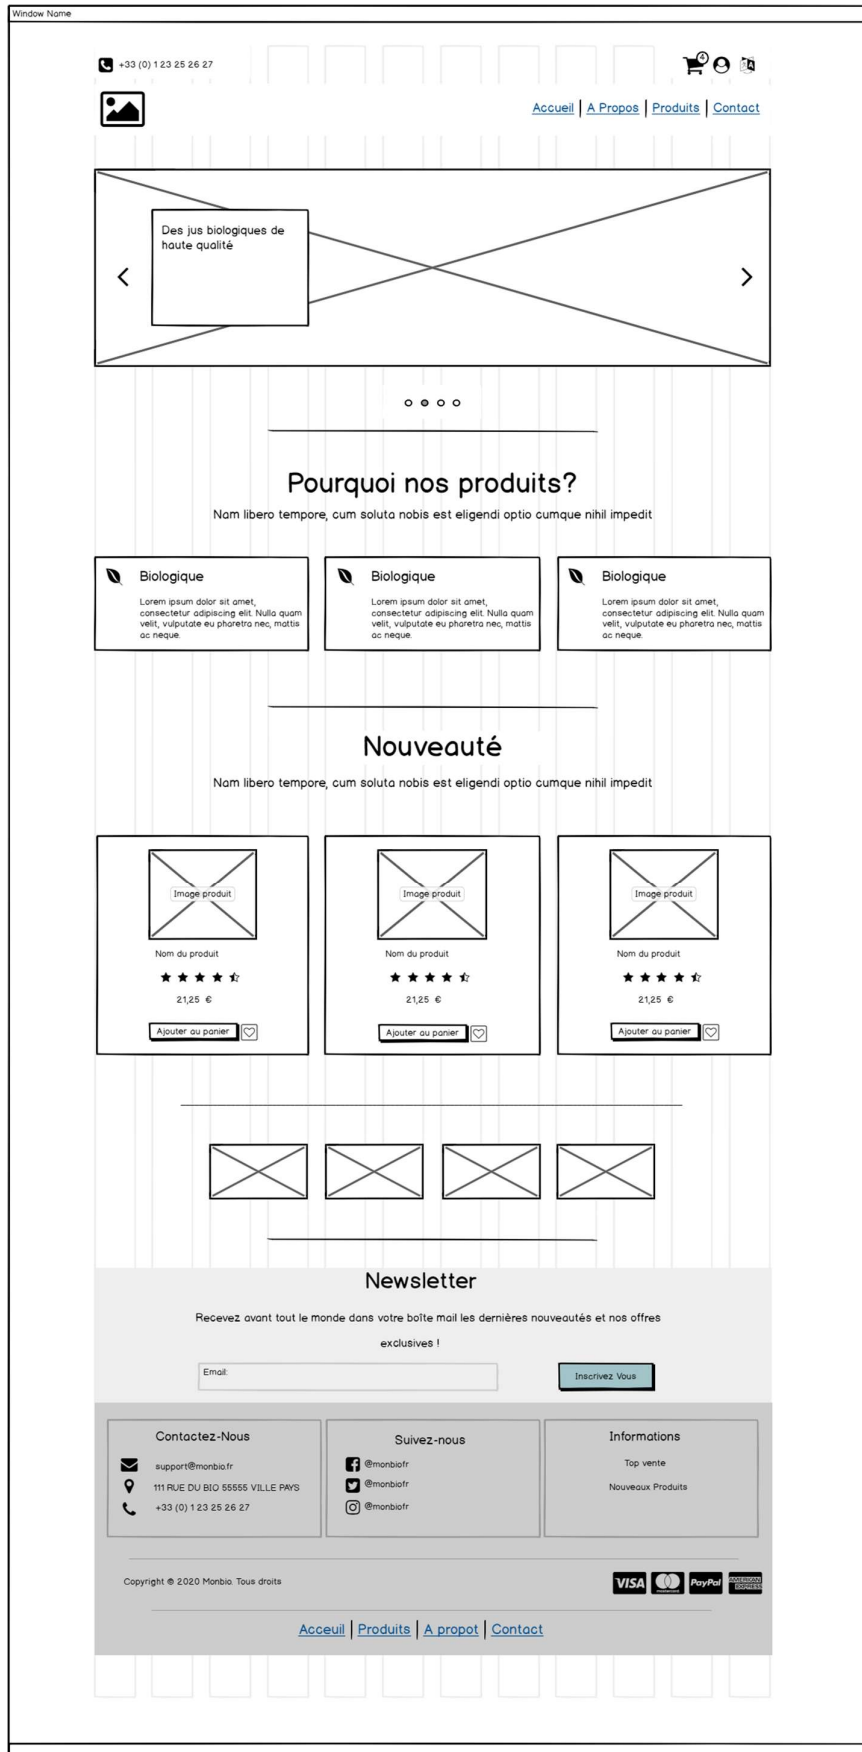 Window Name
+33 (0) 1 23 25 26 27
4
A
Accueil | A Propos | Produits | Contact
Des jus biologiques de
haute qualité
Pourquoi nos produits?
Nam libero tempore, cum soluta nobis est eligendi optio cumque nihil impedit
Biologique
Lorem ipsum dolor sit amet,
consectetur adipiscing elit. Nulla quam
velit, vulputate eu pharetra nec, mattis
ac neque.
Biologique
Lorem ipsum dolor sit amet,
consectetur adipiscing elit. Nulla quam
velit, vulputate eu pharetra nec, mattis
ac neque.
Biologique
Lorem ipsum dolor sit amet,
consectetur adipiscing elit. Nulla quam
velit, vulputate eu pharetra nec, mattis
ac neque.
Nouveauté
Nam libero tempore, cum soluta nobis est eligendi optio cumque nihil impedit
Image produit
Nom du produit
21,25 €
Ajouter au panier
Image produit
Nom du produit
21,25 €
Ajouter au panier
Image produit
Nom du produit
21,25 €
Ajouter au panier
Newsletter
Recevez avant tout le monde dans votre boîte mail les dernières nouveautés et nos offres
exclusives !
Email:
Inscrivez Vous
Contactez-Nous
support@monbio.fr
111 RUE DU BIO 55555 VILLE PAYS
+33 (0) 1 23 25 26 27
Suivez-nous
@monbiofr
@monbiofr
@monbiofr
Informations
Top vente
Nouveaux Produits
Copyright © 2020 Monbio. Tous droits
VISA
mastercard
PayPal
AMERICAN
EXPRESS
Acceuil | Produits | A propot | Contact